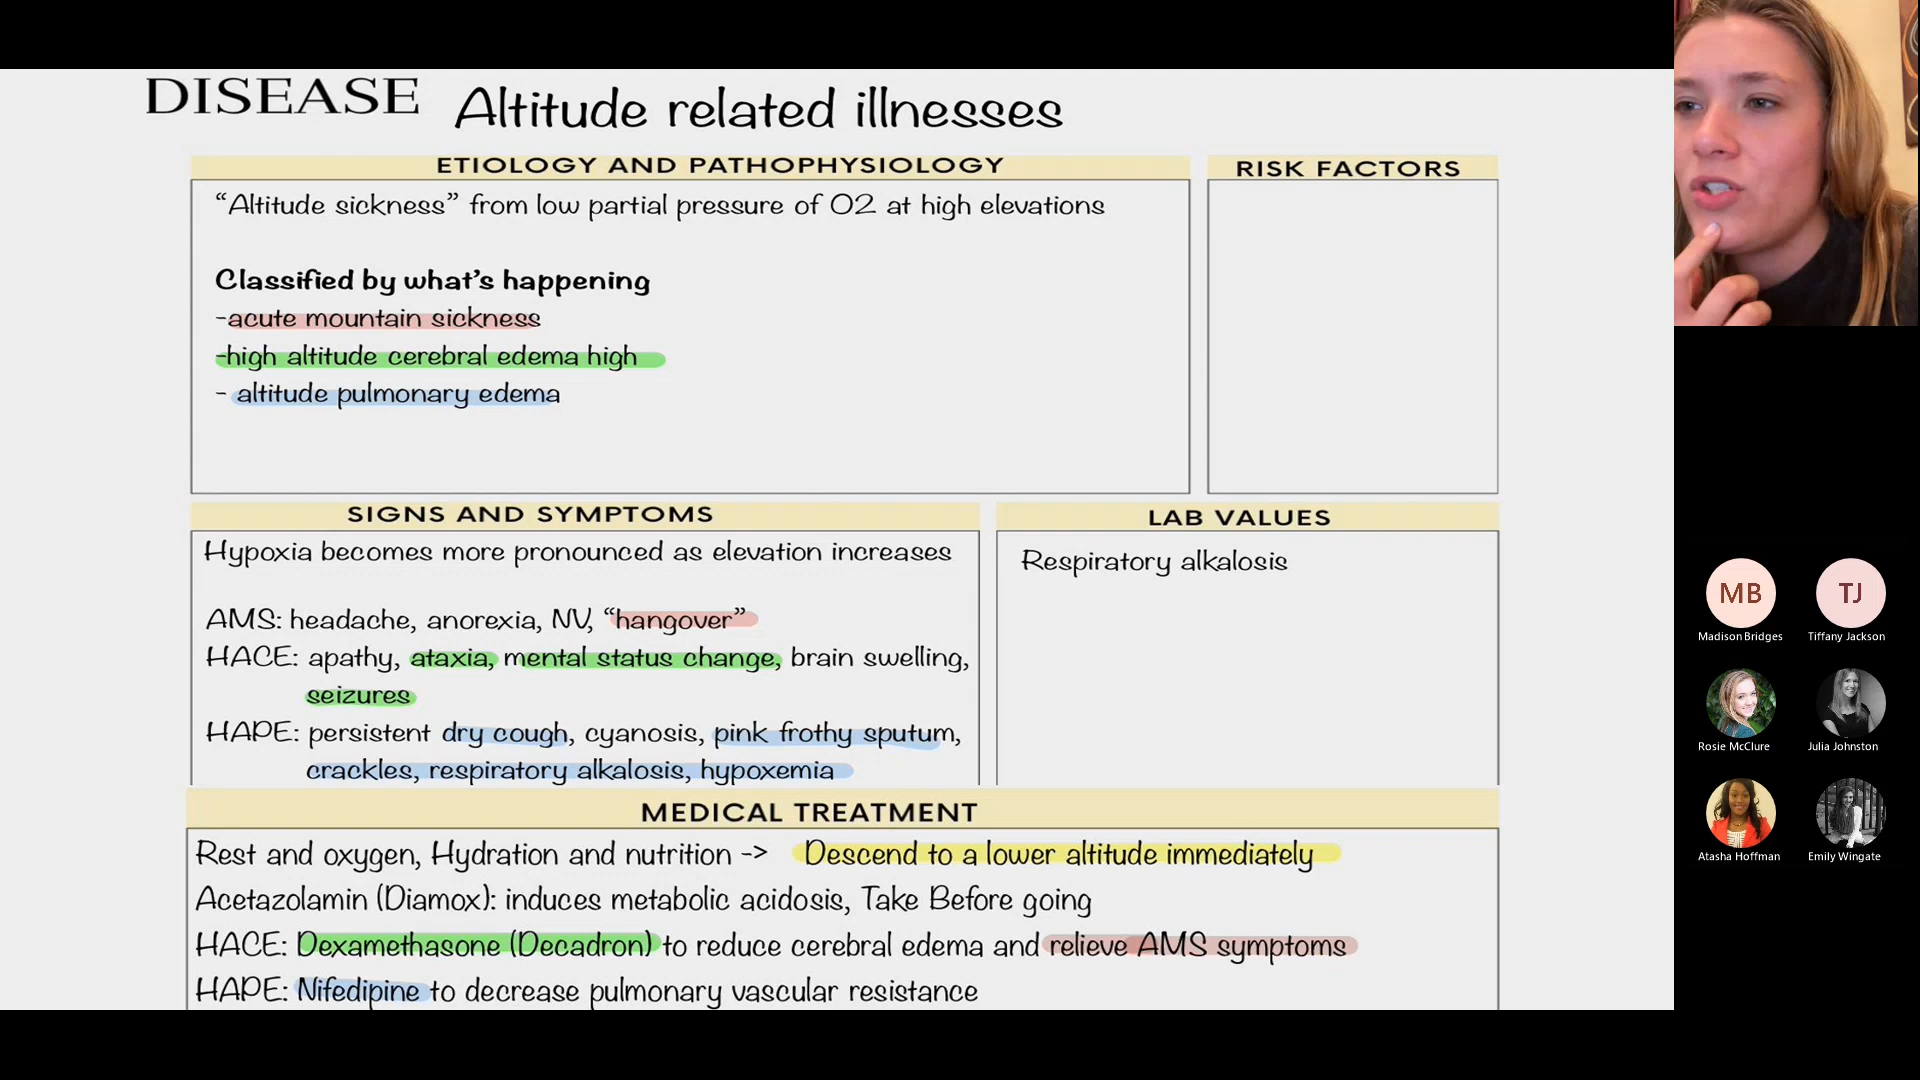 DISEASE Altitude related illnesses
ETIOLOGY AND PATHOPHYSIOLOGY
“Altitude sickness” from low partial pressure of O2 at high elevations
Classified by what’s happening
-acute mountain sickness
-high altitude cerebral edema high
- altitude pulmonary edema
RISK FACTORS
SIGNS AND SYMPTOMS
Hypoxia becomes more pronounced as elevation increases
AMS: headache, anorexia, NV, “hangover”
HACE: apathy, ataxia, mental status change, brain swelling,
seizures
HAPE: persistent dry cough, cyanosis, pink frothy sputum,
crackles, respiratory alkalosis, hypoxemia
LAB VALUES
Respiratory alkalosis
MEDICAL TREATMENT
Rest and oxygen, Hydration and nutrition -> Descend to a lower altitude immediately
Acetazolamin (Diamox): induces metabolic acidosis, Take Before going
HACE: Dexamethasone (Decadron) to reduce cerebral edema and relieve AMS symptoms
HAPE: Nifedipine to decrease pulmonary vascular resistance
MB TJ
Madison Bridges Tiffany Jackson
Rosie McClure Julia Johnston
Atasha Hoffman Emily Wingate